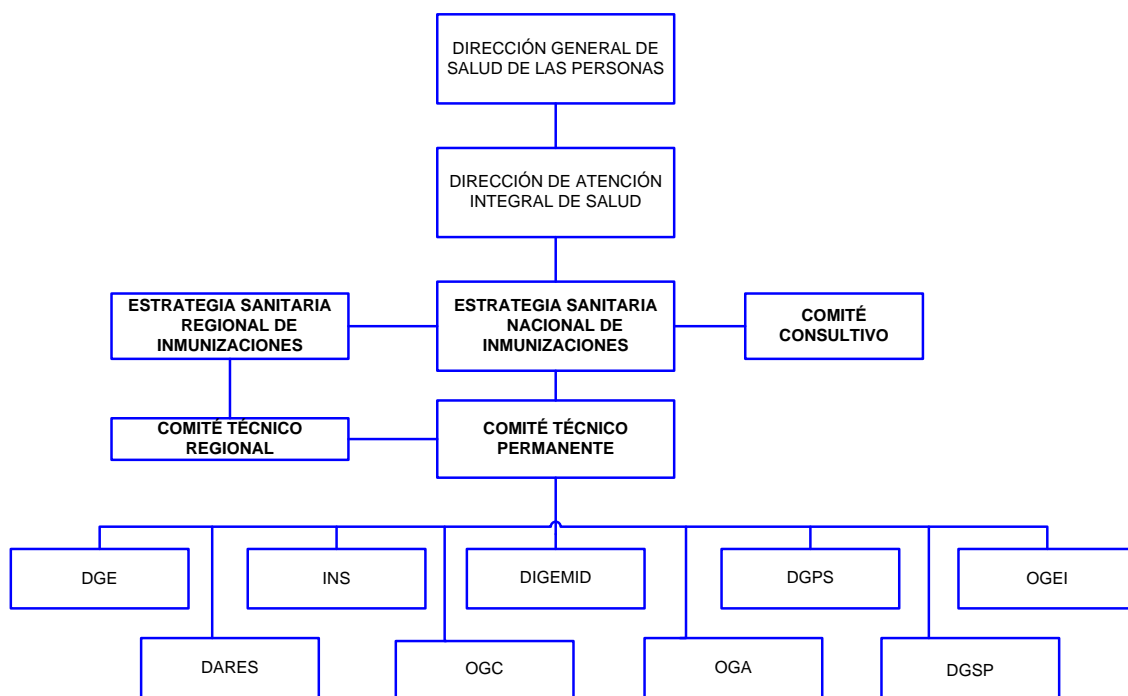 DIRECCIÓN GENERAL DE
SALUD DE LAS PERSONAS
DIRECCIÓN DE ATENCIÓN
INTEGRAL DE SALUD
ESTRATEGIA SANITARIA
REGIONAL DE
INMUNIZACIONES
ESTRATEGIA SANITARIA
NACIONAL DE
INMUNIZACIONES
COMITÉ
CONSULTIVO
COMITÉ TÉCNICO
REGIONAL
COMITÉ TÉCNICO
PERMANENTE
DGE
INS
DIGEMID
DGPS
OGEI
DARES
OGC
OGA
DGSP